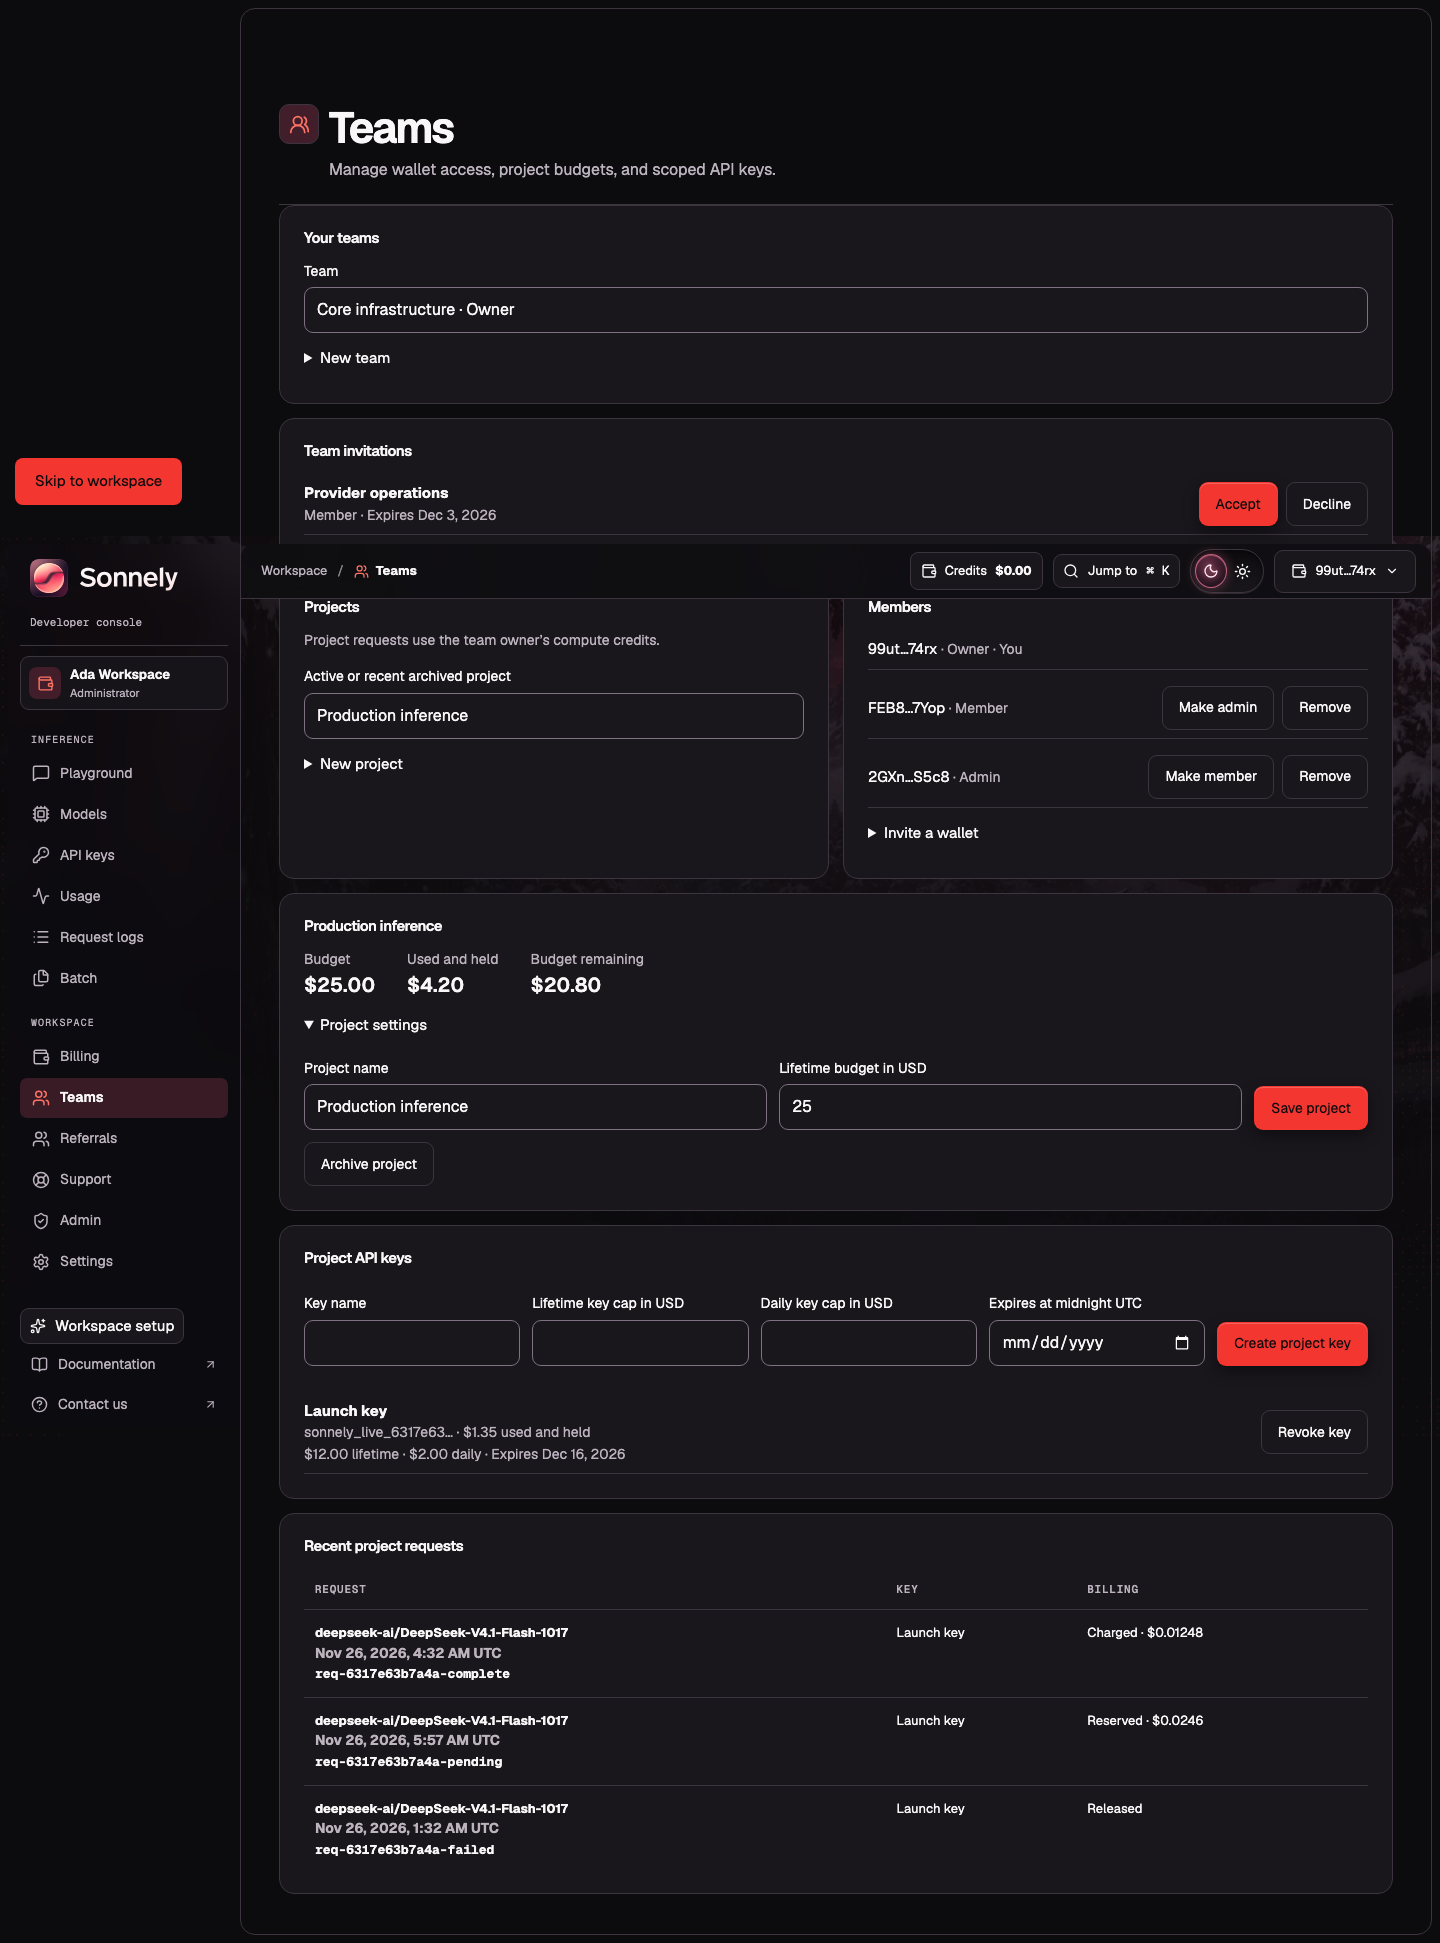 Teams
Manage wallet access, project budgets, and scoped API keys.
Your teams
Team
Core infrastructure · Owner
▶ New team
Team invitations
Provider operations
Member · Expires Dec 3, 2026
Accept
Decline
Skip to workspace
Sonnely
Developer console
Ada Workspace
Administrator
INFERENCE
Playground
Models
API keys
Usage
Request logs
Batch
WORKSPACE
Billing
Teams
Referrals
Support
Admin
Settings
Workspace setup
Documentation
Contact us
Workspace / Teams
Credits $0.00
Jump to ⌘ K
99ut...74rx
Projects
Project requests use the team owner's compute credits.
Active or recent archived project
Production inference
▶ New project
Members
99ut...74rx · Owner · You
FEB8...7Yop · Member
Make admin
Remove
2GXn...S5c8 · Admin
Make member
Remove
▶ Invite a wallet
Production inference
Budget
$25.00
Used and held
$4.20
Budget remaining
$20.80
▼ Project settings
Project name
Production inference
Lifetime budget in USD
25
Save project
Archive project
Project API keys
Key name
Lifetime key cap in USD
Daily key cap in USD
Expires at midnight UTC
mm/dd/yyyy
Create project key
Launch key
sonnely_live_6317e63... · $1.35 used and held
$12.00 lifetime · $2.00 daily · Expires Dec 16, 2026
Revoke key
Recent project requests
REQUEST KEY BILLING
deepseek-ai/DeepSeek-V4.1-Flash-1017 Launch key Charged · $0.01248
Nov 26, 2026, 4:32 AM UTC
req-6317e63b7a4a-complete
deepseek-ai/DeepSeek-V4.1-Flash-1017 Launch key Reserved · $0.0246
Nov 26, 2026, 5:57 AM UTC
req-6317e63b7a4a-pending
deepseek-ai/DeepSeek-V4.1-Flash-1017 Launch key Released
Nov 26, 2026, 1:32 AM UTC
req-6317e63b7a4a-failed